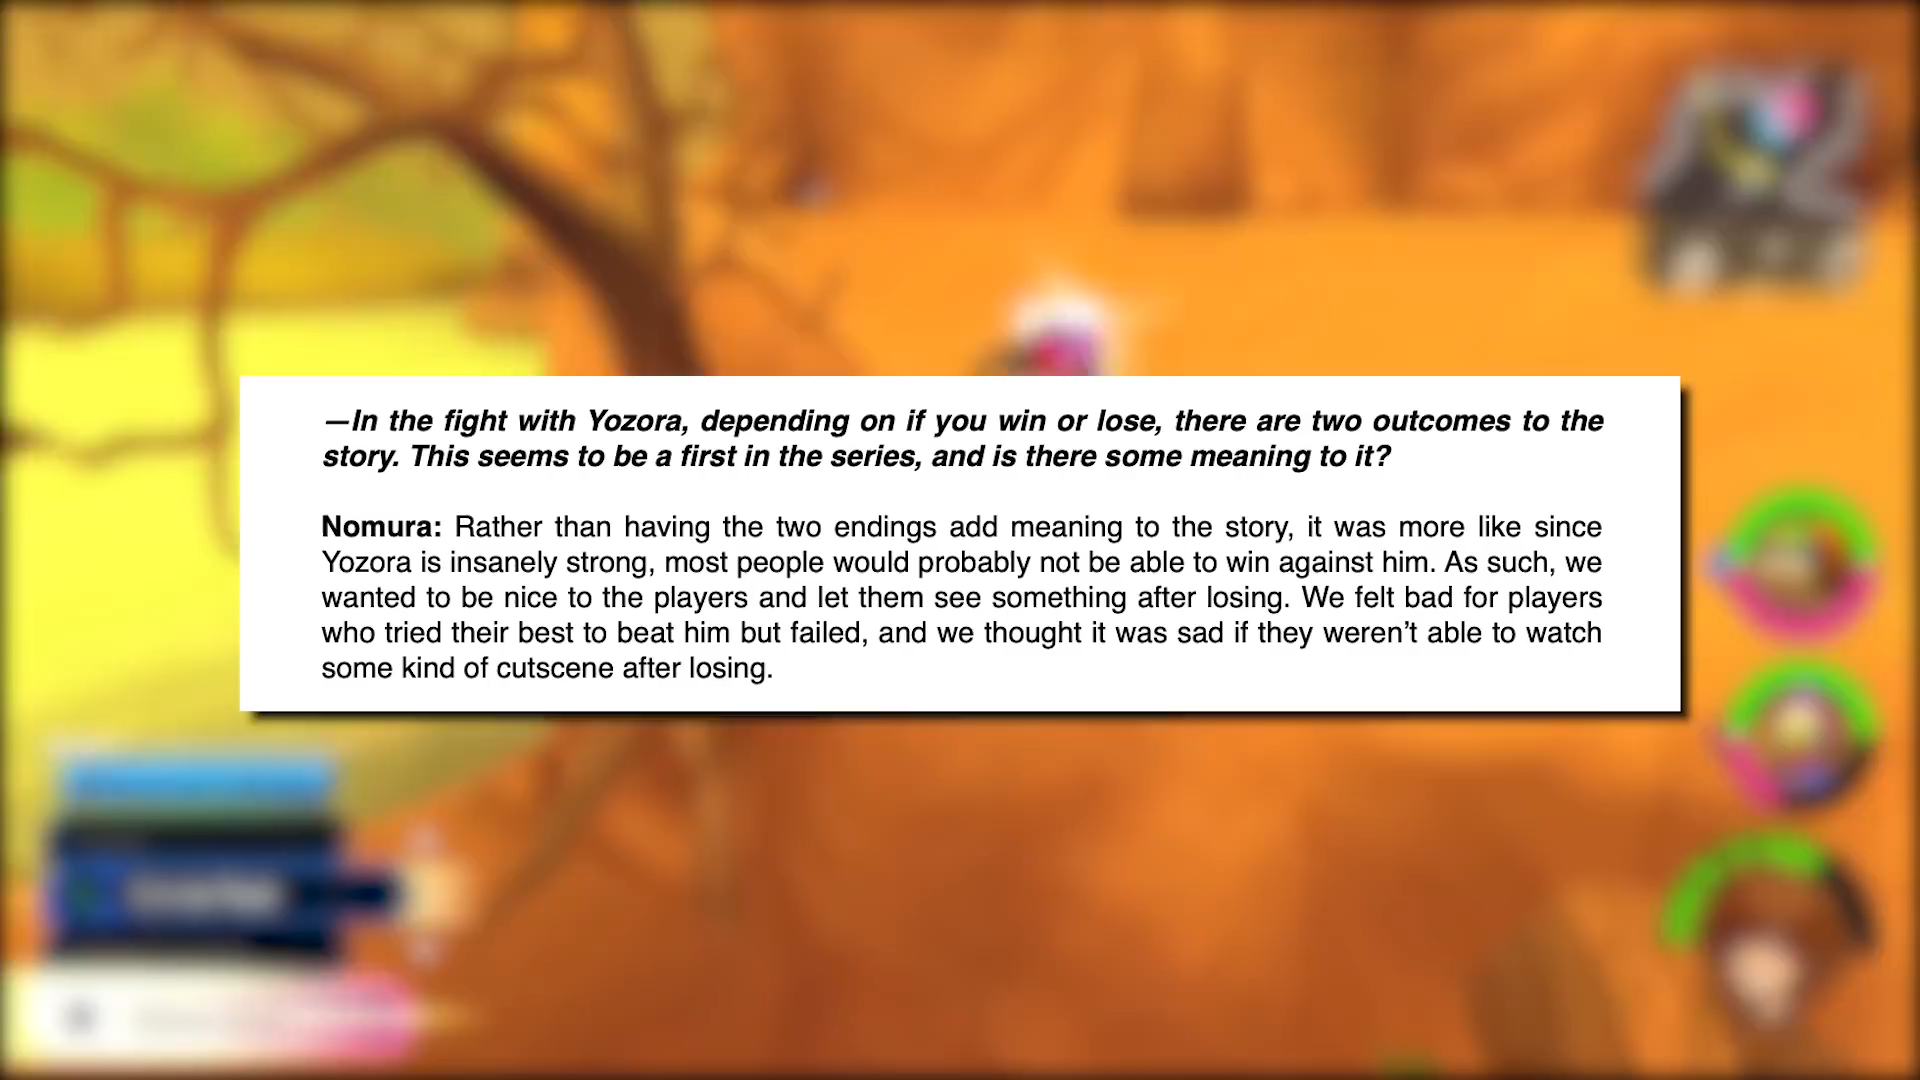 —In the fight with Yozora, depending on if you win or lose, there are two outcomes to the
story. This seems to be a first in the series, and is there some meaning to it?
Nomura: Rather than having the two endings add meaning to the story, it was more like since
Yozora is insanely strong, most people would probably not be able to win against him. As such, we
wanted to be nice to the players and let them see something after losing. We felt bad for players
who tried their best to beat him but failed, and we thought it was sad if they weren’t able to watch
some kind of cutscene after losing.